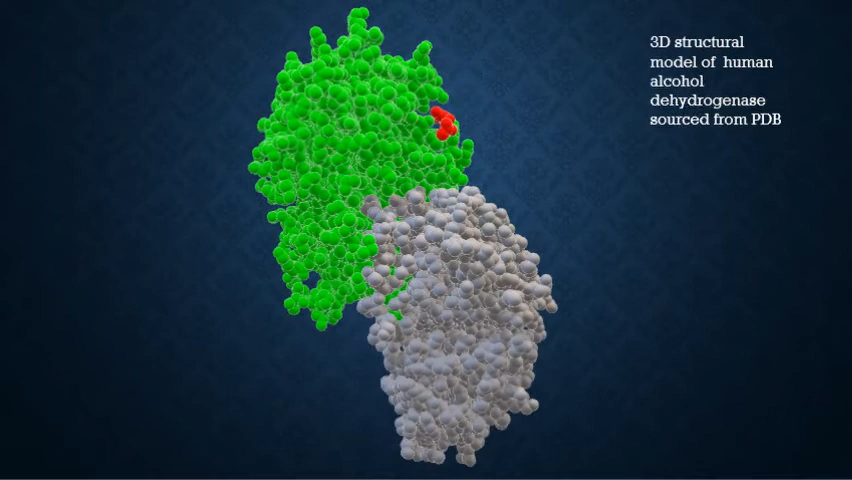 3D structural
model of human
alcohol
dehydrogenase
sourced from PDB